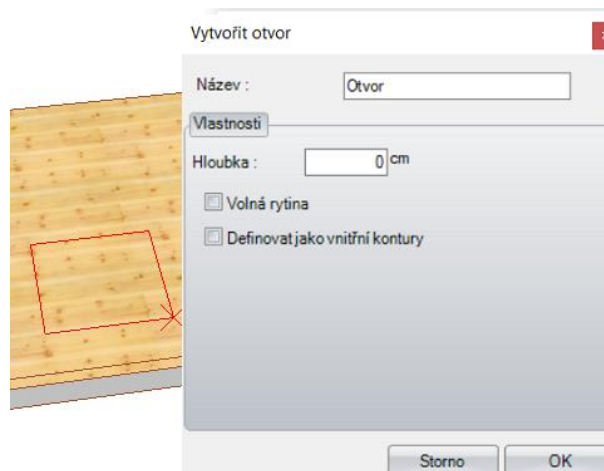 Vytvořit otvor
Název : Otvor
Vlastnosti
Hloubka : 0 cm
Volná rytina
Definovat jako vnitřní kontury
Storno OK